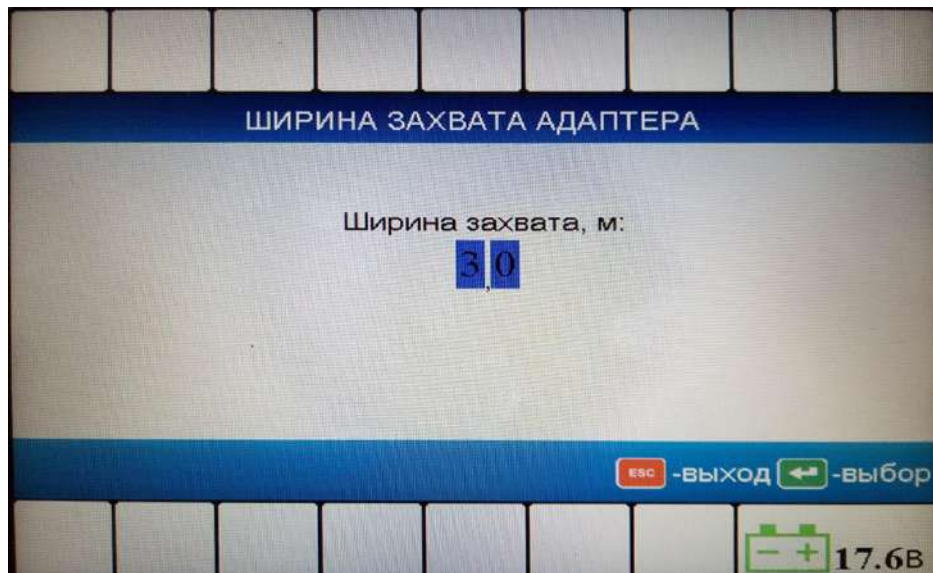 ШИРИНА ЗАХВАТА АДАПТЕРА
Ширина захвата, м:
3,0
ESC -выход -выбор
- + 17.6В